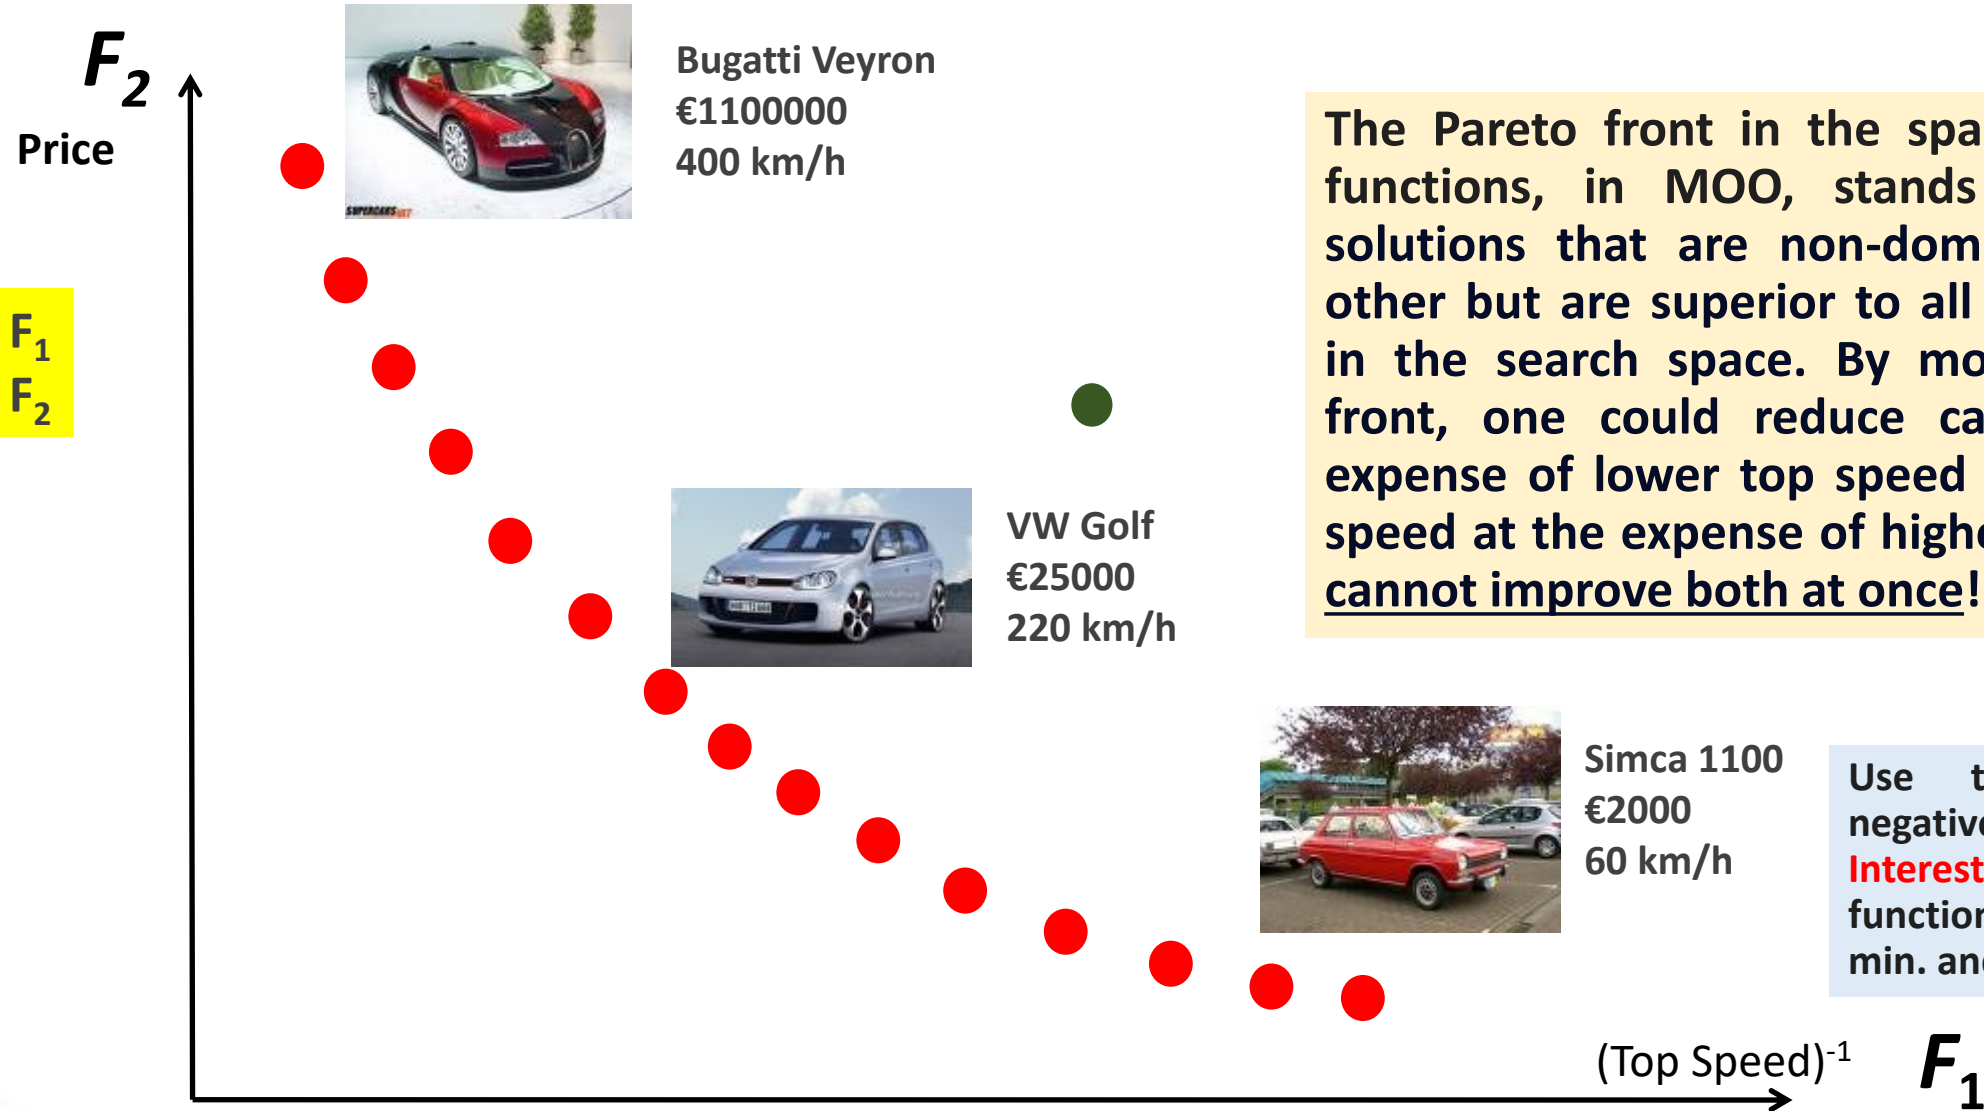 F2
Price
F1
F2
Bugatti Veyron
€1100000
400 km/h
SUPERCARS.NET
VW Golf
€25000
220 km/h
Simca 1100
€2000
60 km/h
The Pareto front in the spa
functions, in MOO, stands
solutions that are non-dom
other but are superior to all
in the search space. By mo
front, one could reduce ca
expense of lower top speed
speed at the expense of highe
cannot improve both at once!
Use t
negative
Interest
function
min. and
(Top Speed)-1
F1